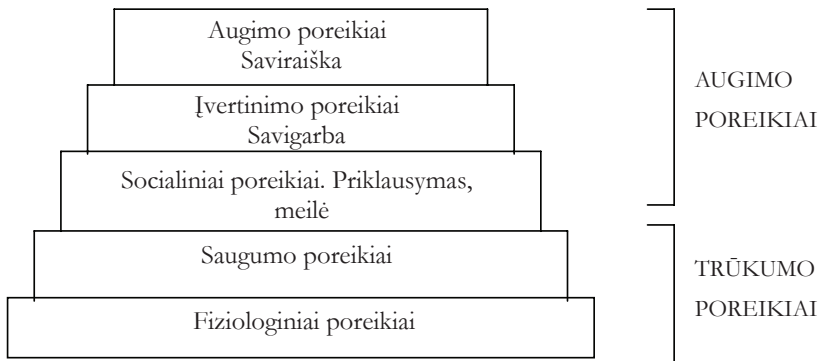 Augimo poreikiai
Saviraiška
Įvertinimo poreikiai
Savigarba
Socialiniai poreikiai. Priklausymas,
meilė
Saugumo poreikiai
Fiziologiniai poreikiai
AUGIMO
POREIKIAI
TRŪKUMO
POREIKIAI